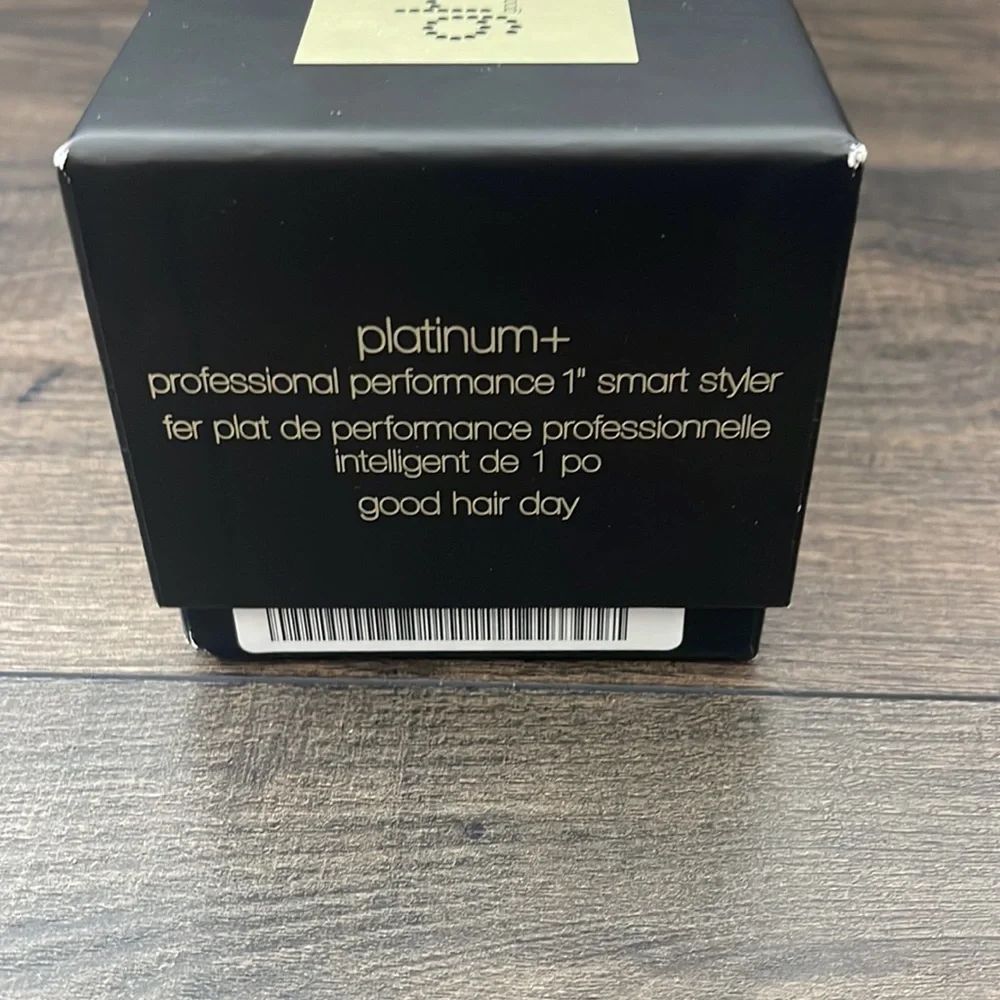 platinum+
professional performance 1" smart styler
fer plat de performance professionnelle
intelligent de 1 po
good hair day